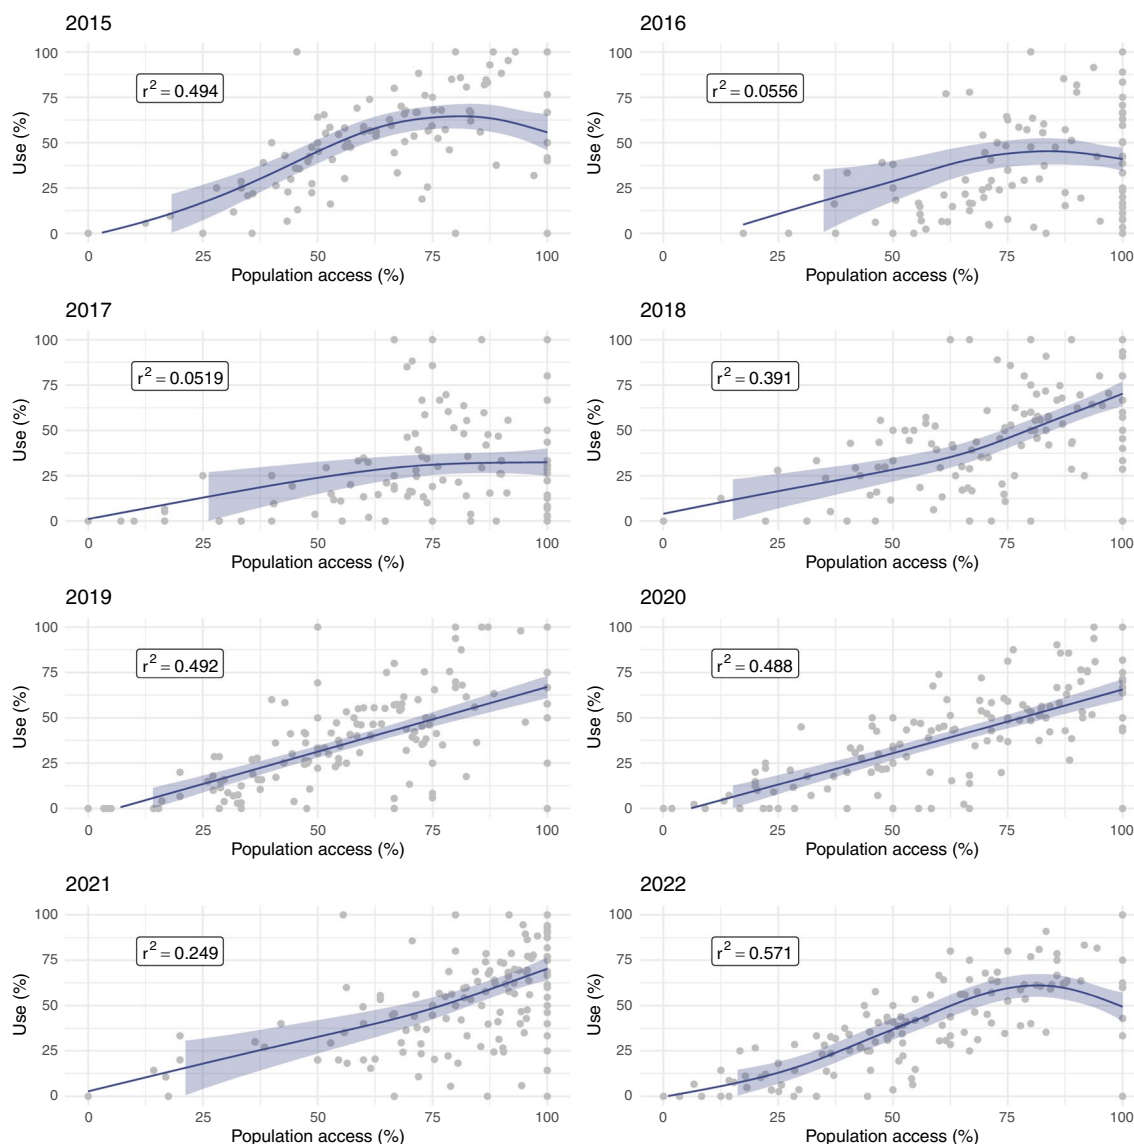 2015
100
75
50
25
0
r² = 0.494
Use (%)
0 25 50 75 100
Population access (%)
2016
100
75
50
25
0
r² = 0.0556
Use (%)
0 25 50 75 100
Population access (%)
2017
100
75
50
25
0
r² = 0.0519
Use (%)
0 25 50 75 100
Population access (%)
2018
100
75
50
25
0
r² = 0.391
Use (%)
0 25 50 75 100
Population access (%)
2019
100
75
50
25
0
r² = 0.492
Use (%)
0 25 50 75 100
Population access (%)
2020
100
75
50
25
0
r² = 0.488
Use (%)
0 25 50 75 100
Population access (%)
2021
100
75
50
25
0
r² = 0.249
Use (%)
0 25 50 75 100
Population access (%)
2022
100
75
50
25
0
r² = 0.571
Use (%)
0 25 50 75 100
Population access (%)